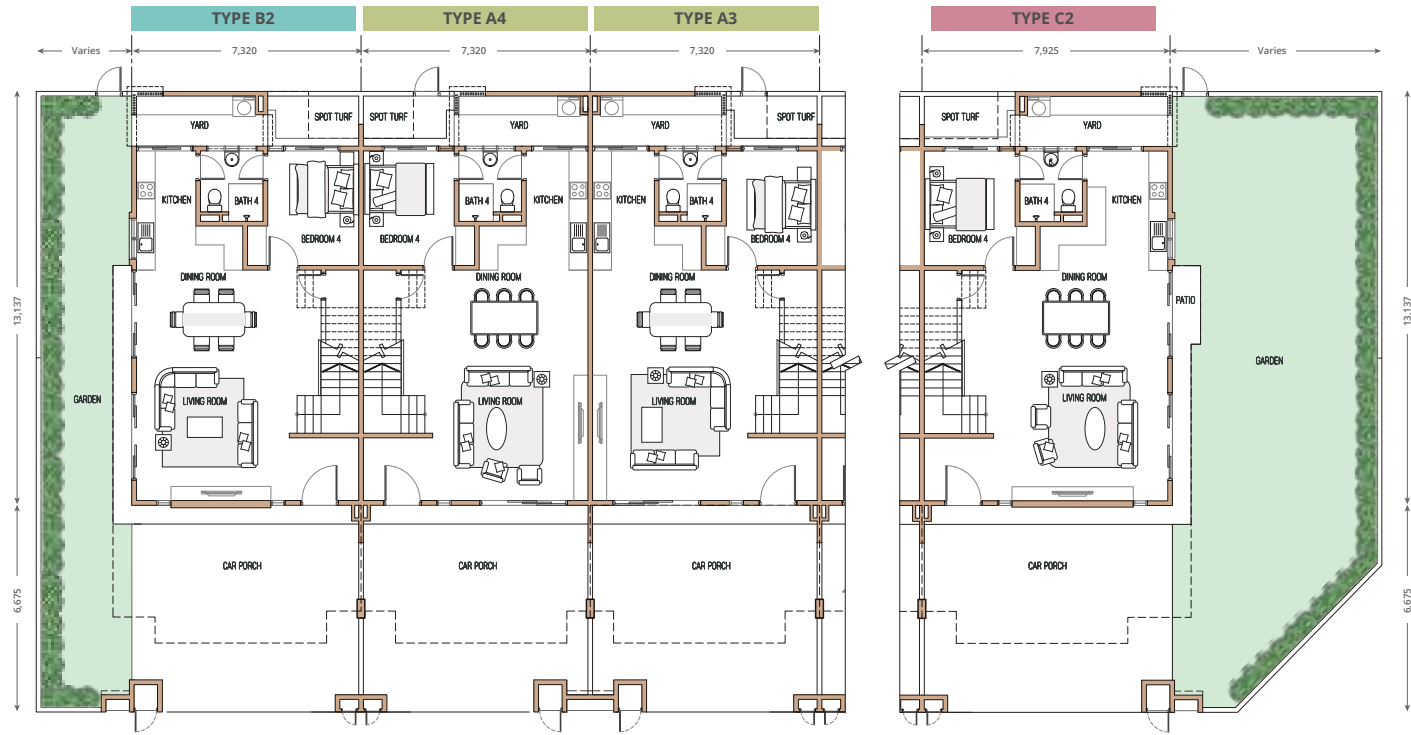 TYPE B2 TYPE A4 TYPE A3 TYPE C2
Varies 7,320 7,320 7,320 7,925 Varies
SPOT TURF SPOT TURF SPOT TURF SPOT TURF
YARD YARD YARD YARD
KITCHEN BATH 4 BATH 4 KITCHEN KITCHEN BATH 4 BATH 4 KITCHEN
BEDROOM 4 BEDROOM 4 BEDROOM 4 BEDROOM 4
DINING ROOM DINING ROOM DINING ROOM DINING ROOM
PATIO
13,137 13,137
GARDEN
GARDEN LIVING ROOM LIVING ROOM LIVING ROOM LIVING ROOM
CAR PORCH CAR PORCH CAR PORCH CAR PORCH
6,675 6,675